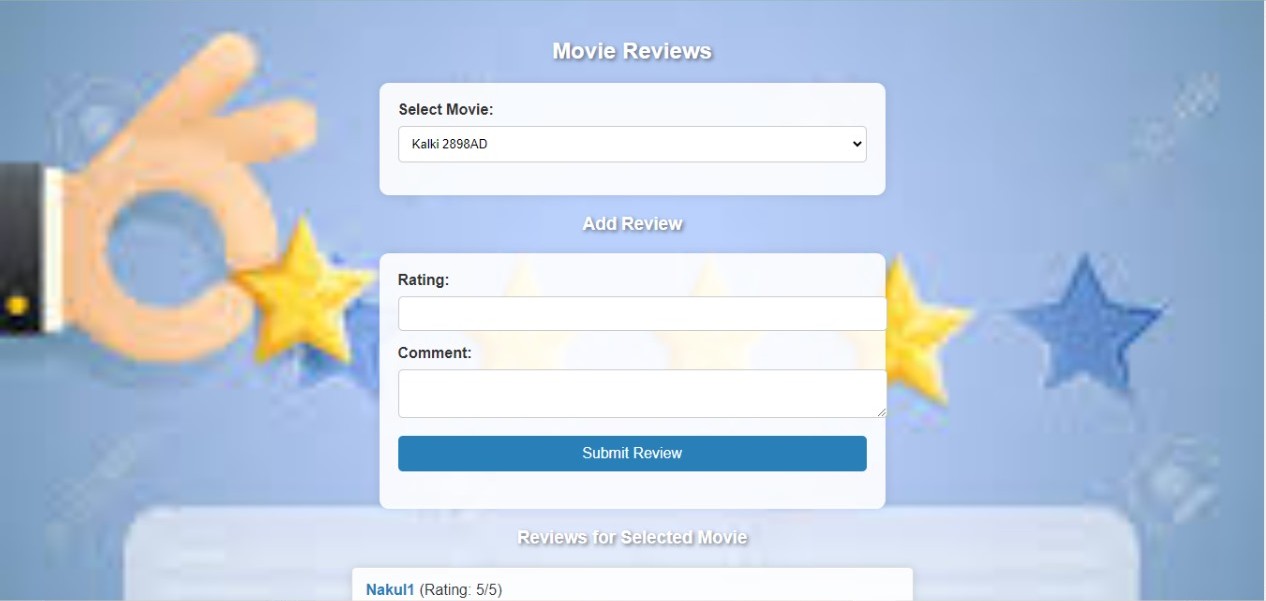 Movie Reviews
Select Movie:
Kalki 2898AD
Add Review
Rating:
Comment:
Submit Review
Reviews for Selected Movie
Nakul1 (Rating: 5/5)